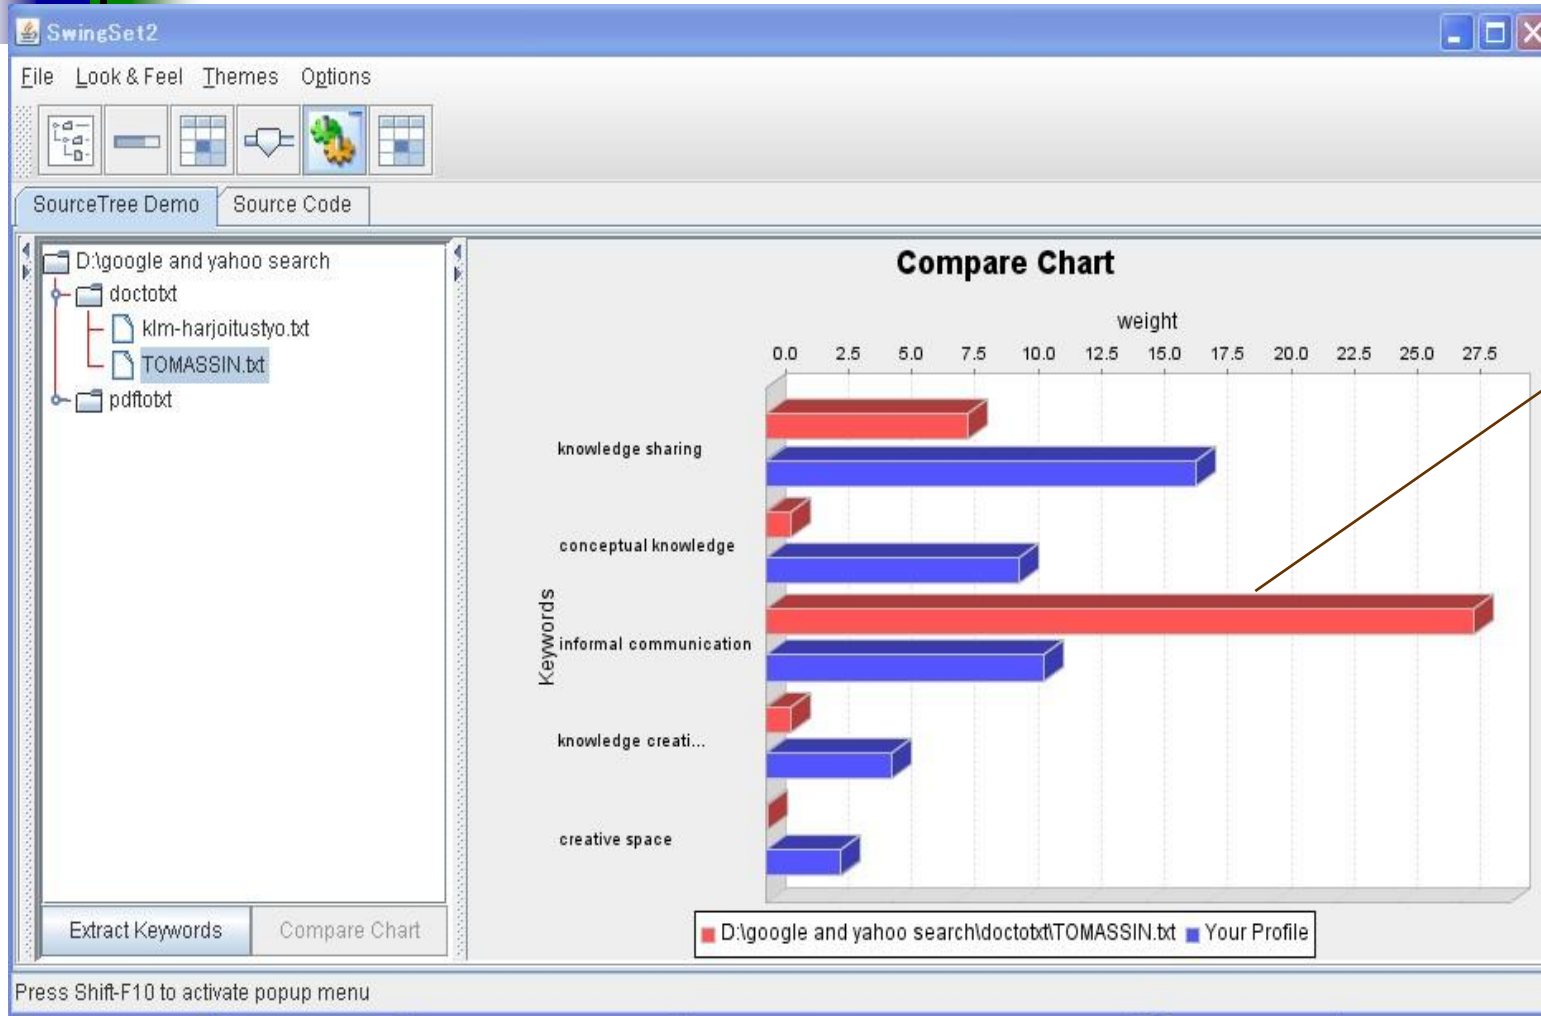 SwingSet2
File Look & Feel Themes Options
SourceTree Demo Source Code
D:\google and yahoo search
doctotxt
klm-harjoitustyo.txt
TOMASSIN.txt
pdftotxt
Extract Keywords Compare Chart
Compare Chart
weight
0.0 2.5 5.0 7.5 10.0 12.5 15.0 17.5 20.0 22.5 25.0 27.5
Keywords
knowledge sharing
conceptual knowledge
informal communication
knowledge creati...
creative space
D:\google and yahoo search\doctotxt\TOMASSIN.txt Your Profile
Press Shift-F10 to activate popup menu